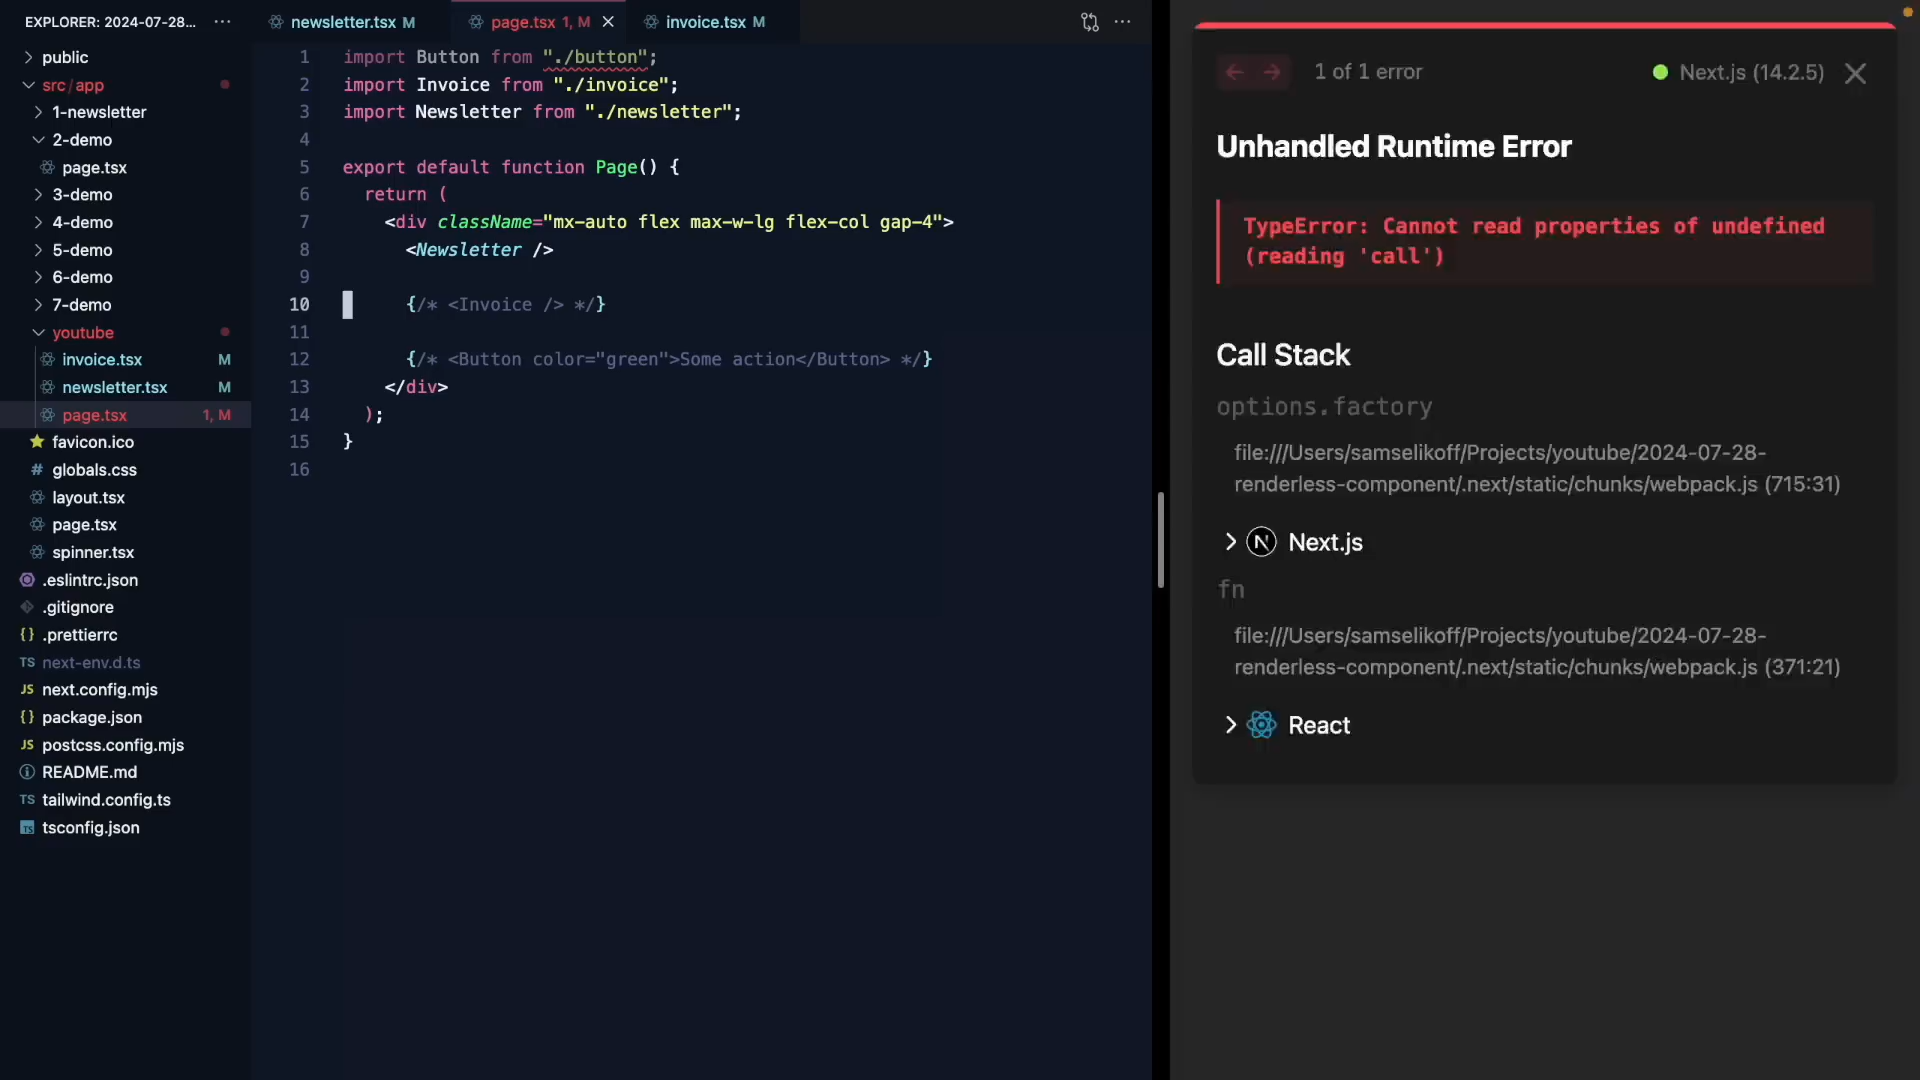 EXPLORER: 2024-07-28...
public
src/app
1-newsletter
2-demo
page.tsx
3-demo
4-demo
5-demo
6-demo
7-demo
youtube
invoice.tsx M
newsletter.tsx M
page.tsx 1, M
favicon.ico
globals.css
layout.tsx
page.tsx
spinner.tsx
.eslintrc.json
.gitignore
.prettierrc
TS next-env.d.ts
JS next.config.mjs
package.json
JS postcss.config.mjs
README.md
TS tailwind.config.ts
TS tsconfig.json
newsletter.tsx M page.tsx 1, M invoice.tsx M
1 import Button from "./button";
2 import Invoice from "./invoice";
3 import Newsletter from "./newsletter";
4
5 export default function Page() {
6 return (
7 <div className="mx-auto flex max-w-lg flex-col gap-4">
8 <Newsletter />
9
10 {/* <Invoice /> */}
11
12 {/* <Button color="green">Some action</Button> */}
13 </div>
14 );
15 }
16
1 of 1 error Next.js (14.2.5)
Unhandled Runtime Error
TypeError: Cannot read properties of undefined
(reading 'call')
Call Stack
options.factory
file:///Users/samselikoff/Projects/youtube/2024-07-28-
renderless-component/.next/static/chunks/webpack.js (715:31)
N Next.js
fn
file:///Users/samselikoff/Projects/youtube/2024-07-28-
renderless-component/.next/static/chunks/webpack.js (371:21)
React